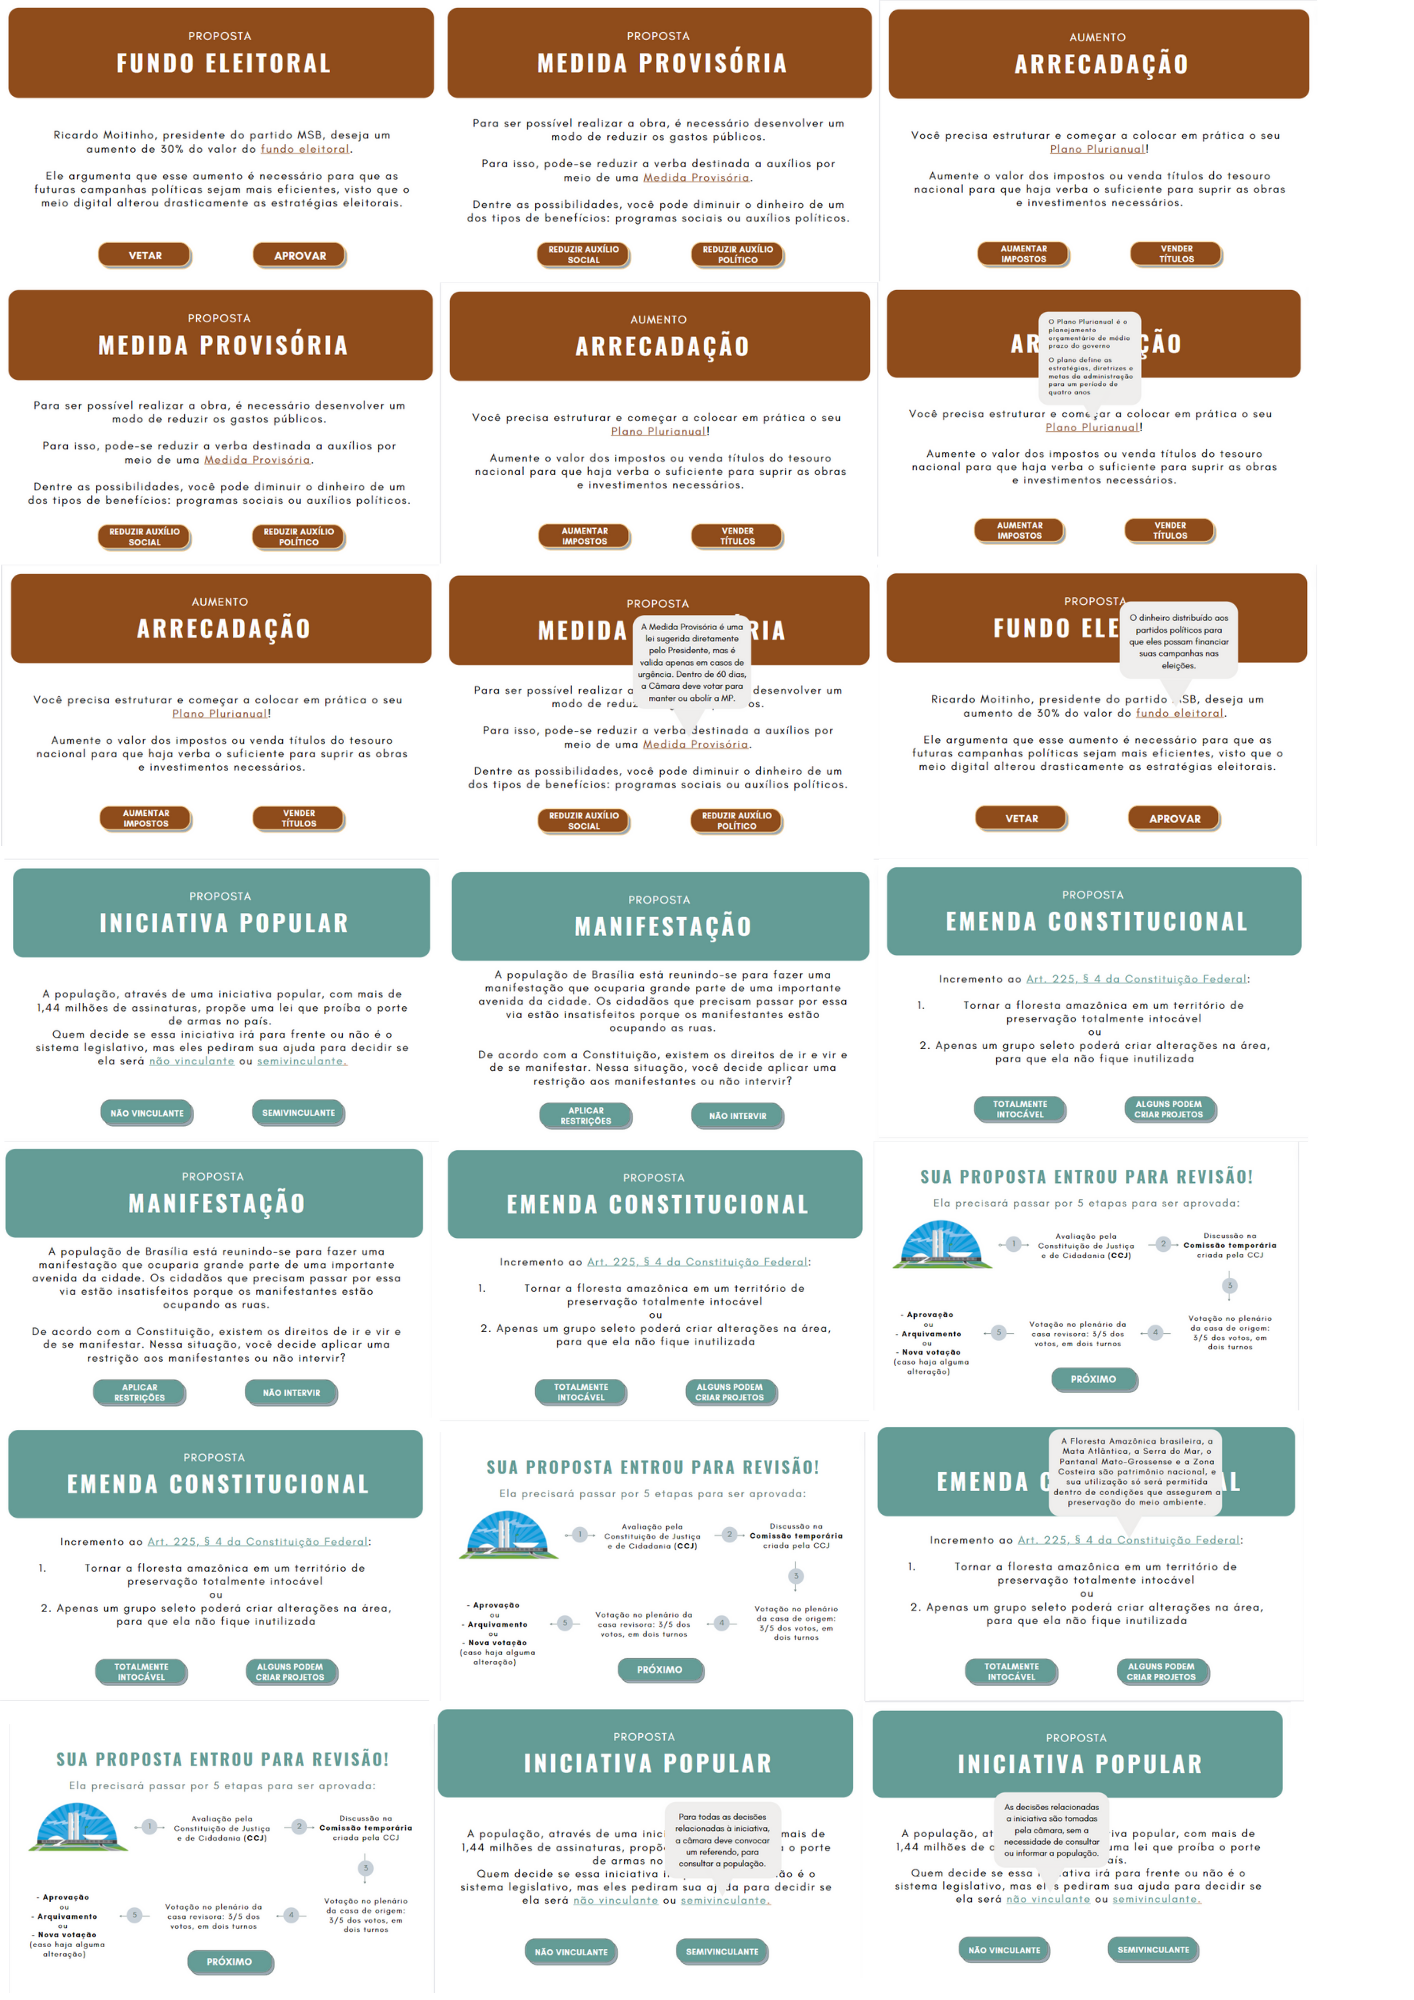 PROPOSTA
FUNDO ELEITORAL
Ricardo Moitinho, presidente do partido MSB, deseja um
aumento de 30% do valor do fundo eleitoral.
Ele argumenta que esse aumento é necessário para que as
futuras campanhas políticas sejam mais eficientes, visto que o
meio digital alterou drasticamente as estratégias eleitorais.
VETAR
APROVAR
PROPOSTA
MEDIDA PROVISÓRIA
Para ser possível realizar a obra, é necessário desenvolver um
modo de reduzir os gastos públicos.
Para isso, pode-se reduzir a verba destinada a auxílios por
meio de uma Medida Provisória.
Dentre as possibilidades, você pode diminuir o dinheiro de um
dos tipos de benefícios: programas sociais ou auxílios políticos.
REDUZIR AUXÍLIO
SOCIAL
REDUZIR AUXÍLIO
POLÍTICO
AUMENTO
ARRECADAÇÃO
Você precisa estruturar e começar a colocar em prática o seu
Plano Plurianual!
Aumente o valor dos impostos ou venda títulos do tesouro
nacional para que haja verba o suficiente para suprir as obras
e investimentos necessários.
AUMENTAR
IMPOSTOS
VENDER
TÍTULOS
PROPOSTA
MEDIDA PROVISÓRIA
Para ser possível realizar a obra, é necessário desenvolver um
modo de reduzir os gastos públicos.
Para isso, pode-se reduzir a verba destinada a auxílios por
meio de uma Medida Provisória.
Dentre as possibilidades, você pode diminuir o dinheiro de um
dos tipos de benefícios: programas sociais ou auxílios políticos.
REDUZIR AUXÍLIO
SOCIAL
REDUZIR AUXÍLIO
POLÍTICO
AUMENTO
ARRECADAÇÃO
Você precisa estruturar e começar a colocar em prática o seu
Plano Plurianual!
Aumente o valor dos impostos ou venda títulos do tesouro
nacional para que haja verba o suficiente para suprir as obras
e investimentos necessários.
AUMENTAR
IMPOSTOS
VENDER
TÍTULOS
AR ÇÃO
O Plano Plurianual é o
planejamento
orçamentário de médio
prazo do governo
O plano define as
estratégias, diretrizes e
metas da administração
para um período de
quatro anos
Você precisa estruturar e começar a colocar em prática o seu
Plano Plurianual!
Aumente o valor dos impostos ou venda títulos do tesouro
nacional para que haja verba o suficiente para suprir as obras
e investimentos necessários.
AUMENTAR
IMPOSTOS
VENDER
TÍTULOS
AUMENTO
ARRECADAÇÃO
Você precisa estruturar e começar a colocar em prática o seu
Plano Plurianual!
Aumente o valor dos impostos ou venda títulos do tesouro
nacional para que haja verba o suficiente para suprir as obras
e investimentos necessários.
AUMENTAR
IMPOSTOS
VENDER
TÍTULOS
PROPOSTA
MEDIDA RIA
A Medida Provisória é uma
lei sugerida diretamente
pelo Presidente, mas é
valida apenas em casos de
urgência. Dentro de 60 dias,
a Câmara deve votar para
manter ou abolir a MP.
Para ser possível realizar a desenvolver um
modo de reduz os.
Para isso, pode-se reduzir a verba destinada a auxílios por
meio de uma Medida Provisória.
Dentre as possibilidades, você pode diminuir o dinheiro de um
dos tipos de benefícios: programas sociais ou auxílios políticos.
REDUZIR AUXÍLIO
SOCIAL
REDUZIR AUXÍLIO
POLÍTICO
PROPOSTA
FUNDO ELE
O dinheiro distribuído aos
partidos políticos para
que eles possam financiar
suas campanhas nas
eleições.
Ricardo Moitinho, presidente do partido MSB, deseja um
aumento de 30% do valor do fundo eleitoral.
Ele argumenta que esse aumento é necessário para que as
futuras campanhas políticas sejam mais eficientes, visto que o
meio digital alterou drasticamente as estratégias eleitorais.
VETAR
APROVAR
PROPOSTA
INICIATIVA POPULAR
A população, através de uma iniciativa popular, com mais de
1,44 milhões de assinaturas, propõe uma lei que proíba o porte
de armas no país.
Quem decide se essa iniciativa irá para frente ou não é o
sistema legislativo, mas eles pediram sua ajuda para decidir se
ela será não vinculante ou semivinculante.
NÃO VINCULANTE
SEMIVINCULANTE
PROPOSTA
MANIFESTAÇÃO
A população de Brasília está reunindo-se para fazer uma
manifestação que ocuparia grande parte de uma importante
avenida da cidade. Os cidadãos que precisam passar por essa
via estão insatisfeitos porque os manifestantes estão
ocupando as ruas.
De acordo com a Constituição, existem os direitos de ir e vir e
de se manifestar. Nessa situação, você decide aplicar uma
restrição aos manifestantes ou não intervir?
APLICAR
RESTRIÇÕES
NÃO INTERVIR
PROPOSTA
EMENDA CONSTITUCIONAL
Incremento ao Art. 225, § 4 da Constituição Federal:
1. Tornar a floresta amazônica em um território de
preservação totalmente intocável
ou
2. Apenas um grupo seleto poderá criar alterações na área,
para que ela não fique inutilizada
TOTALMENTE
INTOCÁVEL
ALGUNS PODEM
CRIAR PROJETOS
PROPOSTA
MANIFESTAÇÃO
A população de Brasília está reunindo-se para fazer uma
manifestação que ocuparia grande parte de uma importante
avenida da cidade. Os cidadãos que precisam passar por essa
via estão insatisfeitos porque os manifestantes estão
ocupando as ruas.
De acordo com a Constituição, existem os direitos de ir e vir e
de se manifestar. Nessa situação, você decide aplicar uma
restrição aos manifestantes ou não intervir?
APLICAR
RESTRIÇÕES
NÃO INTERVIR
PROPOSTA
EMENDA CONSTITUCIONAL
Incremento ao Art. 225, § 4 da Constituição Federal:
1. Tornar a floresta amazônica em um território de
preservação totalmente intocável
ou
2. Apenas um grupo seleto poderá criar alterações na área,
para que ela não fique inutilizada
TOTALMENTE
INTOCÁVEL
ALGUNS PODEM
CRIAR PROJETOS
SUA PROPOSTA ENTROU PARA REVISÃO!
Ela precisará passar por 5 etapas para ser aprovada:
1
Avaliação pela
Constituição de Justiça
e de Cidadania (CCJ)
2
Discussão na
Comissão temporária
criada pela CCJ
3
Votação no plenário
da casa de origem:
3/5 dos votos, em
dois turnos
4
Votação no plenário da
casa revisora: 3/5 dos
votos, em dois turnos
5
- Aprovação
ou
- Arquivamento
ou
- Nova votação
(caso haja alguma
alteração)
PRÓXIMO
PROPOSTA
EMENDA CONSTITUCIONAL
Incremento ao Art. 225, § 4 da Constituição Federal:
1. Tornar a floresta amazônica em um território de
preservação totalmente intocável
ou
2. Apenas um grupo seleto poderá criar alterações na área,
para que ela não fique inutilizada
TOTALMENTE
INTOCÁVEL
ALGUNS PODEM
CRIAR PROJETOS
SUA PROPOSTA ENTROU PARA REVISÃO!
Ela precisará passar por 5 etapas para ser aprovada:
1
Avaliação pela
Constituição de Justiça
e de Cidadania (CCJ)
2
Discussão na
Comissão temporária
criada pela CCJ
3
Votação no plenário
da casa de origem:
3/5 dos votos, em
dois turnos
4
Votação no plenário da
casa revisora: 3/5 dos
votos, em dois turnos
5
- Aprovação
ou
- Arquivamento
ou
- Nova votação
(caso haja alguma
alteração)
PRÓXIMO
EMENDA C AL
A Floresta Amazônica brasileira, a
Mata Atlântica, a Serra do Mar, o
Pantanal Mato-Grossense e a Zona
Costeira são patrimônio nacional, e
sua utilização só será permitida
dentro de condições que assegurem a
preservação do meio ambiente.
Incremento ao Art. 225, § 4 da Constituição Federal:
1. Tornar a floresta amazônica em um território de
preservação totalmente intocável
ou
2. Apenas um grupo seleto poderá criar alterações na área,
para que ela não fique inutilizada
TOTALMENTE
INTOCÁVEL
ALGUNS PODEM
CRIAR PROJETOS
SUA PROPOSTA ENTROU PARA REVISÃO!
Ela precisará passar por 5 etapas para ser aprovada:
1
Avaliação pela
Constituição de Justiça
e de Cidadania (CCJ)
2
Discussão na
Comissão temporária
criada pela CCJ
3
Votação no plenário
da casa de origem:
3/5 dos votos, em
dois turnos
4
Votação no plenário da
casa revisora: 3/5 dos
votos, em dois turnos
5
- Aprovação
ou
- Arquivamento
ou
- Nova votação
(caso haja alguma
alteração)
PRÓXIMO
PROPOSTA
INICIATIVA POPULAR
Para todas as decisões
relacionadas à iniciativa,
a câmara deve convocar
um referendo, para
consultar a população.
A população, através de uma inici mais de
1,44 milhões de assinaturas, propõ o porte
de armas no
Quem decide se essa iniciativa i ão é o
sistema legislativo, mas eles pediram sua ajuda para decidir se
ela será não vinculante ou semivinculante.
NÃO VINCULANTE
SEMIVINCULANTE
PROPOSTA
INICIATIVA POPULAR
As decisões relacionadas
a iniciativa são tomadas
pela câmara, sem a
necessidade de consultar
ou informar a população.
A população, at iva popular, com mais de
1,44 milhões de a ma lei que proíba o porte
aís.
Quem decide se essa iniciativa irá para frente ou não é o
sistema legislativo, mas eles pediram sua ajuda para decidir se
ela será não vinculante ou semivinculante.
NÃO VINCULANTE
SEMIVINCULANTE